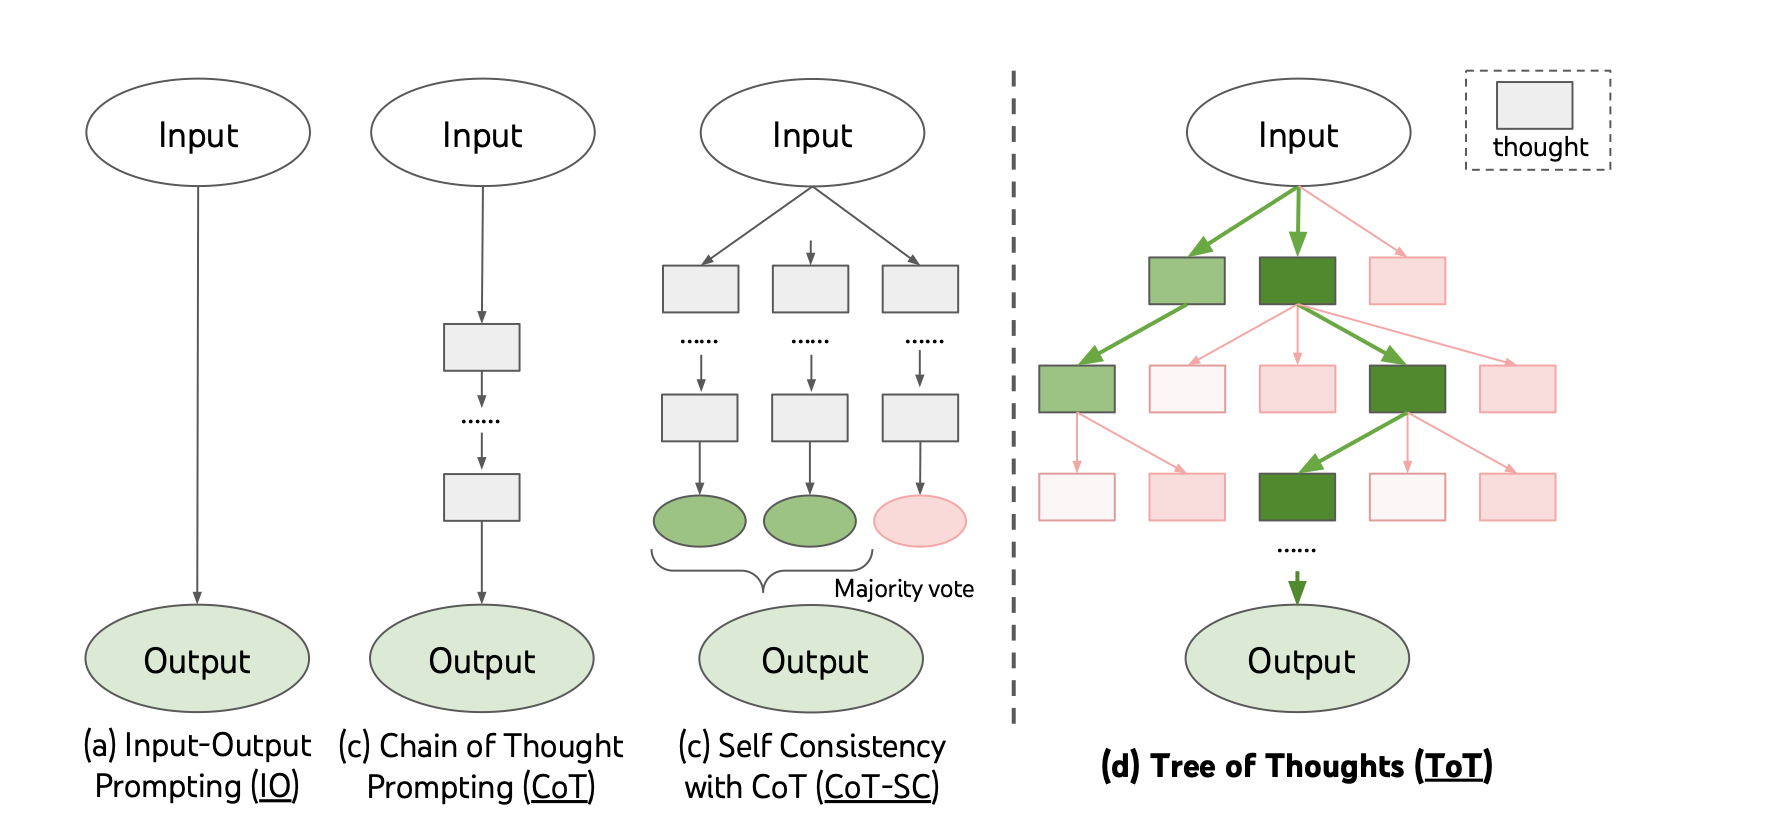 Input
Input
Input
Input
thought
......
......
......
......
......
Majority vote
Output
Output
Output
Output
(a) Input-Output
Prompting (IO)
(c) Chain of Thought
Prompting (CoT)
(c) Self Consistency
with CoT (CoT-SC)
(d) Tree of Thoughts (ToT)